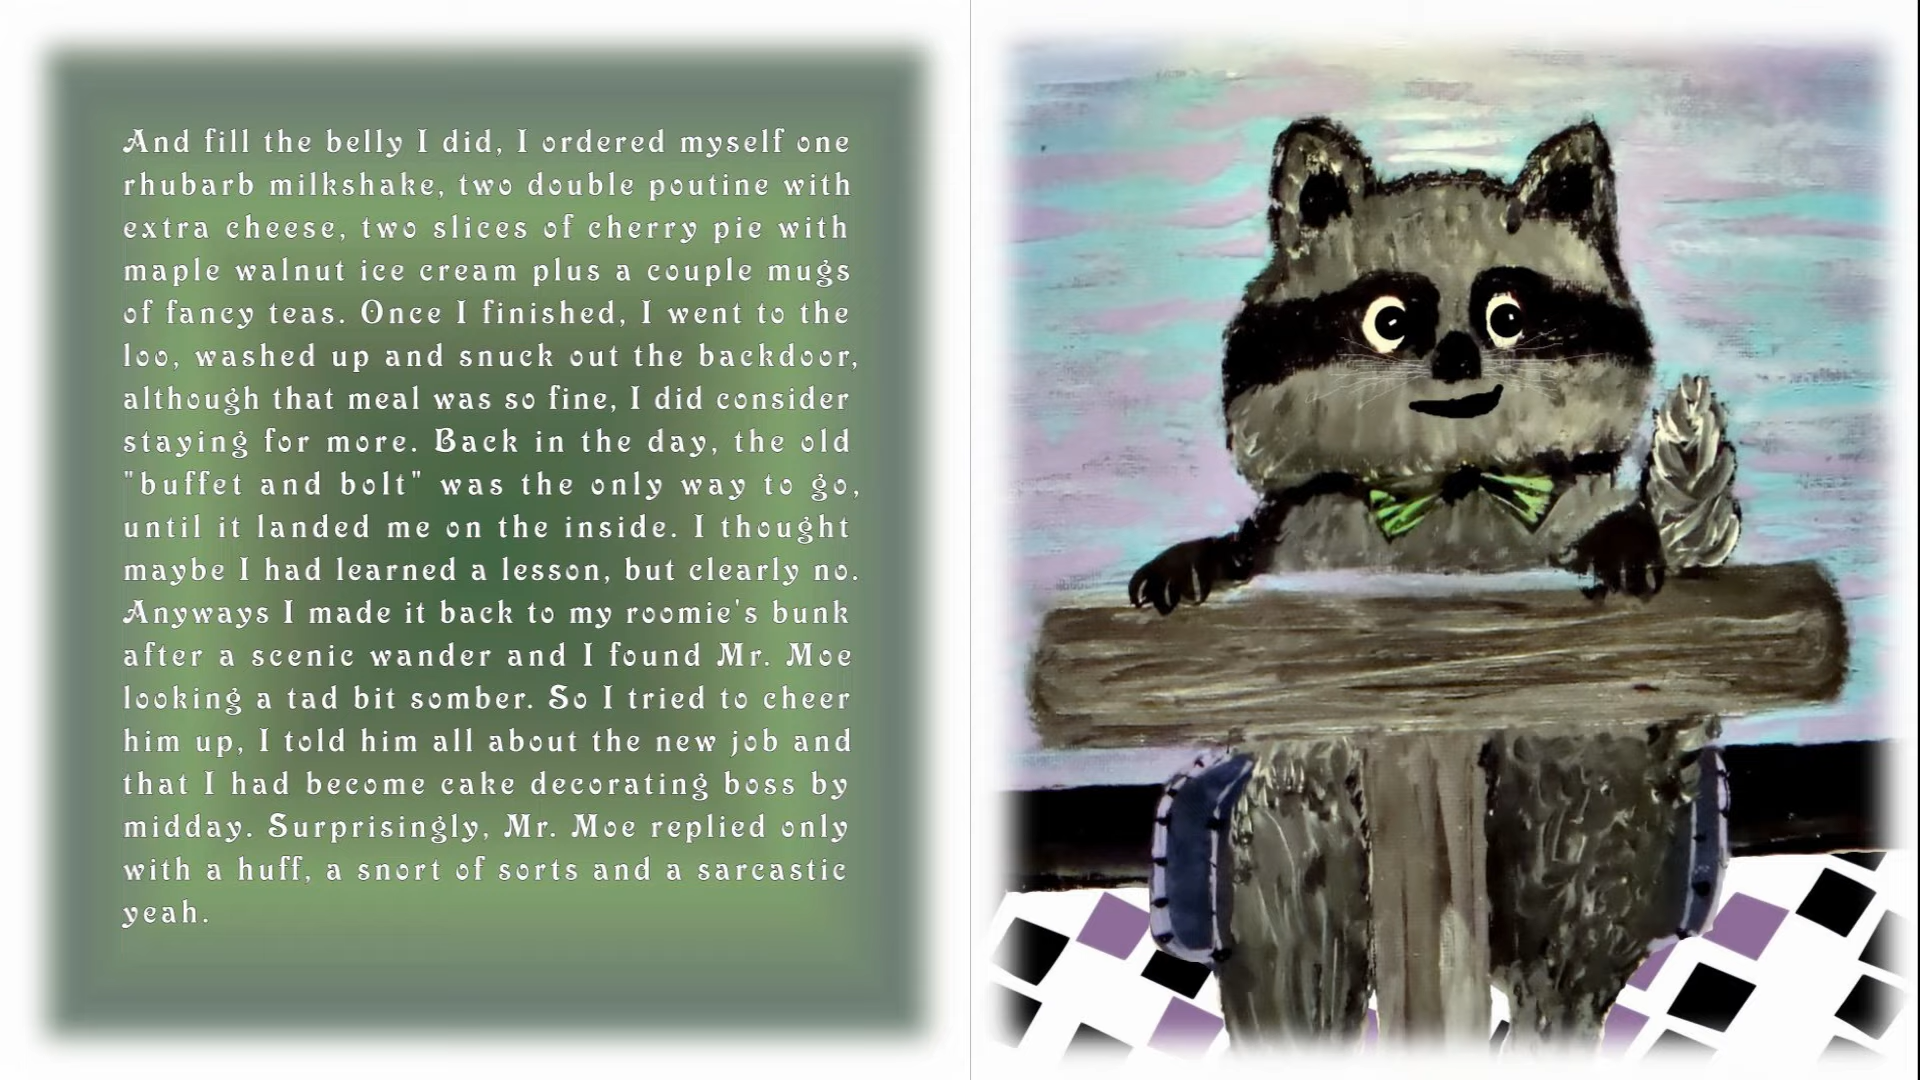 And fill the belly I did, I ordered myself one
rhubarb milkshake, two double poutine with
extra cheese, two slices of cherry pie with
maple walnut ice cream plus a couple mugs
of fancy teas. Once I finished, I went to the
loo, washed up and snuck out the backdoor,
although that meal was so fine, I did consider
staying for more. Back in the day, the old
"buffet and bolt" was the only way to go,
until it landed me on the inside. I thought
maybe I had learned a lesson, but clearly no.
Anyways I made it back to my roomie's bunk
after a scenic wander and I found Mr. Moe
looking a tad bit somber. So I tried to cheer
him up, I told him all about the new job and
that I had become cake decorating boss by
midday. Surprisingly, Mr. Moe replied only
with a huff, a snort of sorts and a sarcastic
yeah.